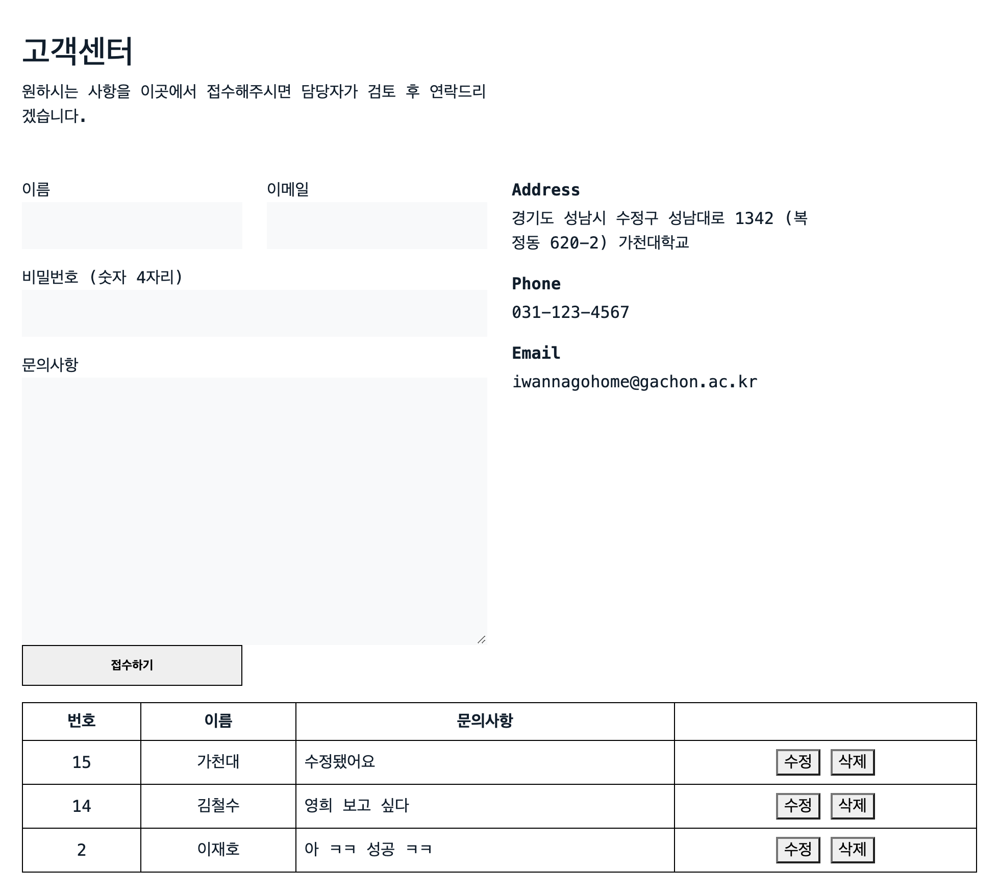 고객센터
원하시는 사항을 이곳에서 접수해주시면 담당자가 검토 후 연락드리
겠습니다.
이름 이메일
비밀번호 (숫자 4자리)
문의사항
접수하기
Address
경기도 성남시 수정구 성남대로 1342 (복
정동 620-2) 가천대학교
Phone
031-123-4567
Email
iwannagohome@gachon.ac.kr
번호 이름 문의사항
15 가천대 수정됐어요 수정 삭제
14 김철수 영희 보고 싶다 수정 삭제
2 이재호 아 ㅋㅋ 성공 ㅋㅋ 수정 삭제